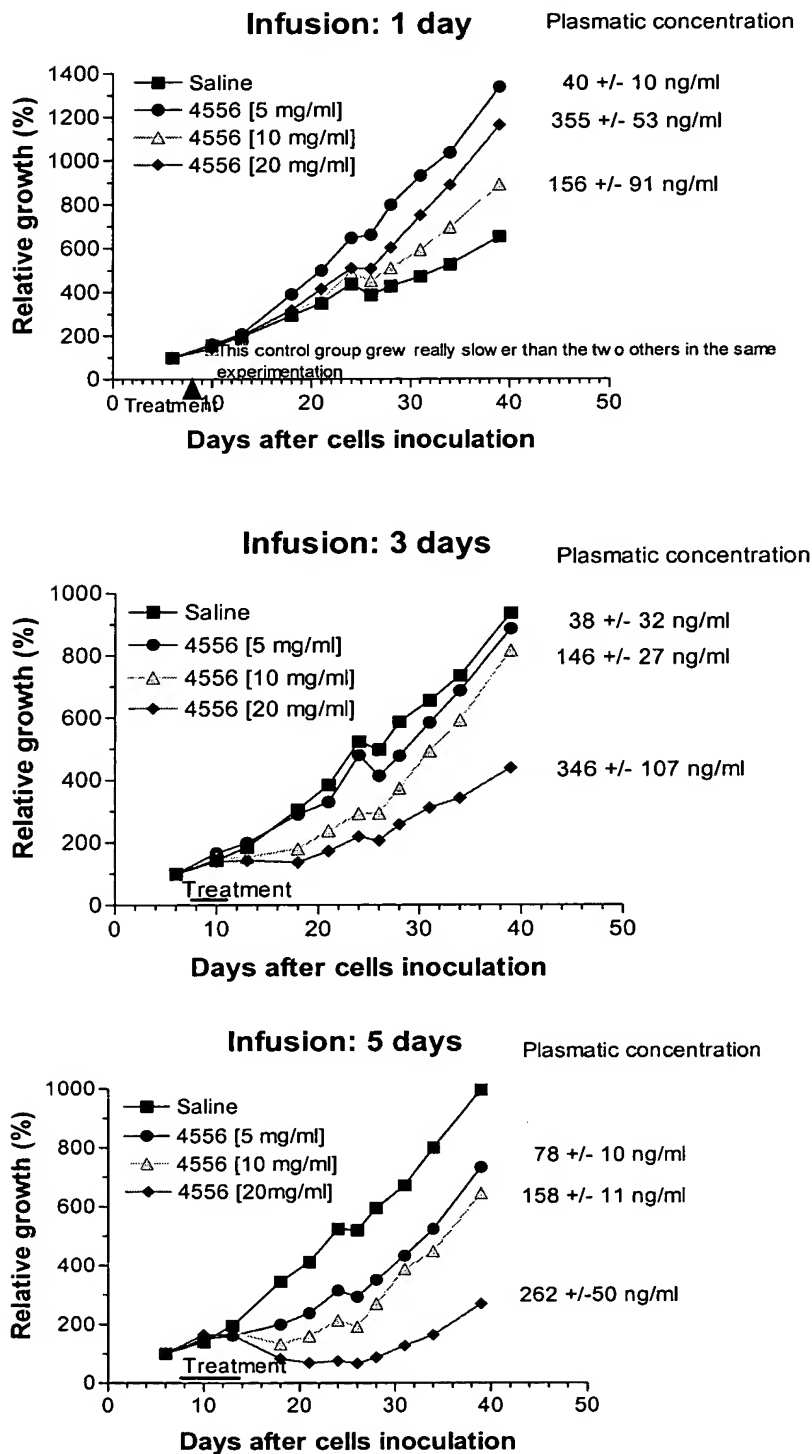 Infusion: 1 day
Plasmatic concentration
Saline
4556 [5 mg/ml]
4556 [10 mg/ml]
4556 [20 mg/ml]
40 +/- 10 ng/ml
355 +/- 53 ng/ml
156 +/- 91 ng/ml
1400
1200
1000
800
600
400
200
0
Relative growth (%)
This control group grew really slower than the two others in the same
experimentation
0 10 20 30 40 50
Treatment
Days after cells inoculation
Infusion: 3 days
Plasmatic concentration
Saline
4556 [5 mg/ml]
4556 [10 mg/ml]
4556 [20 mg/ml]
38 +/- 32 ng/ml
146 +/- 27 ng/ml
346 +/- 107 ng/ml
1000
800
600
400
200
0
Relative growth (%)
Treatment
0 10 20 30 40 50
Days after cells inoculation
Infusion: 5 days
Plasmatic concentration
Saline
4556 [5 mg/ml]
4556 [10 mg/ml]
4556 [20mg/ml]
78 +/- 10 ng/ml
158 +/- 11 ng/ml
262 +/-50 ng/ml
1000
800
600
400
200
0
Relative growth (%)
Treatment
0 10 20 30 40 50
Days after cells inoculation